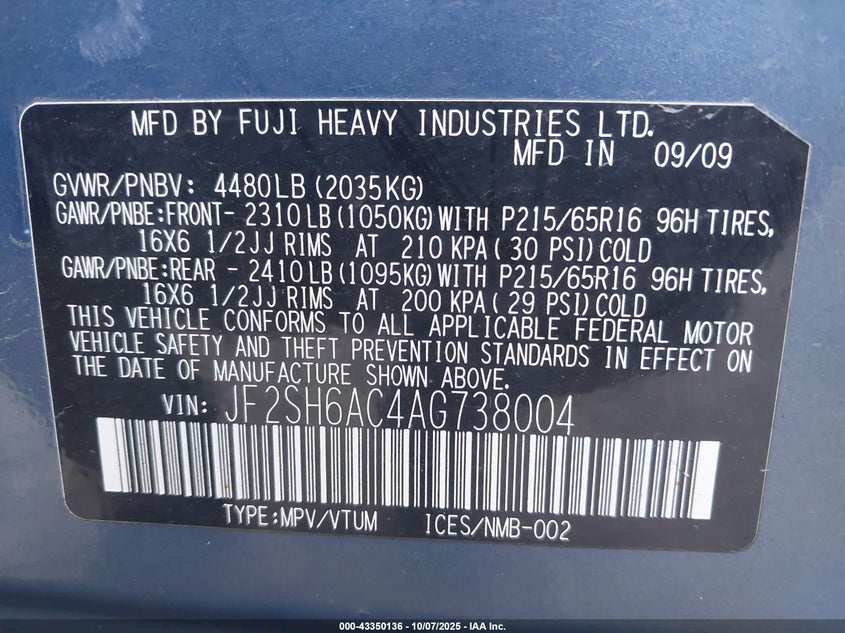 MFD BY FUJI HEAVY INDUSTRIES LTD.
MFD IN 09/09
GVWR/PNBV: 4480LB(2035KG)
GAWR/PNBE:FRONT- 2310LB(1050KG)WITH P215/65R16 96H TIRES,
16X6 1/2JJ RIMS AT 210 KPA(30 PSI)COLD
GAWR/PNBE:REAR - 2410LB(1095KG)WITH P215/65R16 96H TIRES,
16X6 1/2JJ RIMS AT 200 KPA(29 PSI)COLD
THIS VEHICLE CONFORMS TO ALL APPLICABLE FEDERAL MOTOR
VEHICLE SAFETY AND THEFT PREVENTION STANDARDS IN EFFECT ON
THE DATE OF MANUFACTURE SHOWN ABOVE.
VIN: JF2SH6AC4AG738004
TYPE:MPV/VTUM ICES/NMB-002
000-43350136 - 10/07/2025 - IAA Inc.